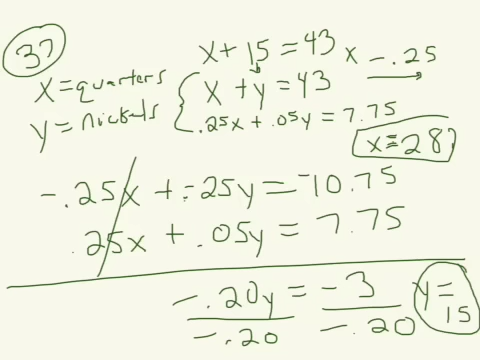 37
x + 15 = 43
x = quarters
x + y = 43 x -.25
y = nickels
.25x + .05y = 7.75
x = 28
-.25x + -.25y = -10.75
.25x + .05y = 7.75
-.20y = -3 y = 15
-.20 -.20